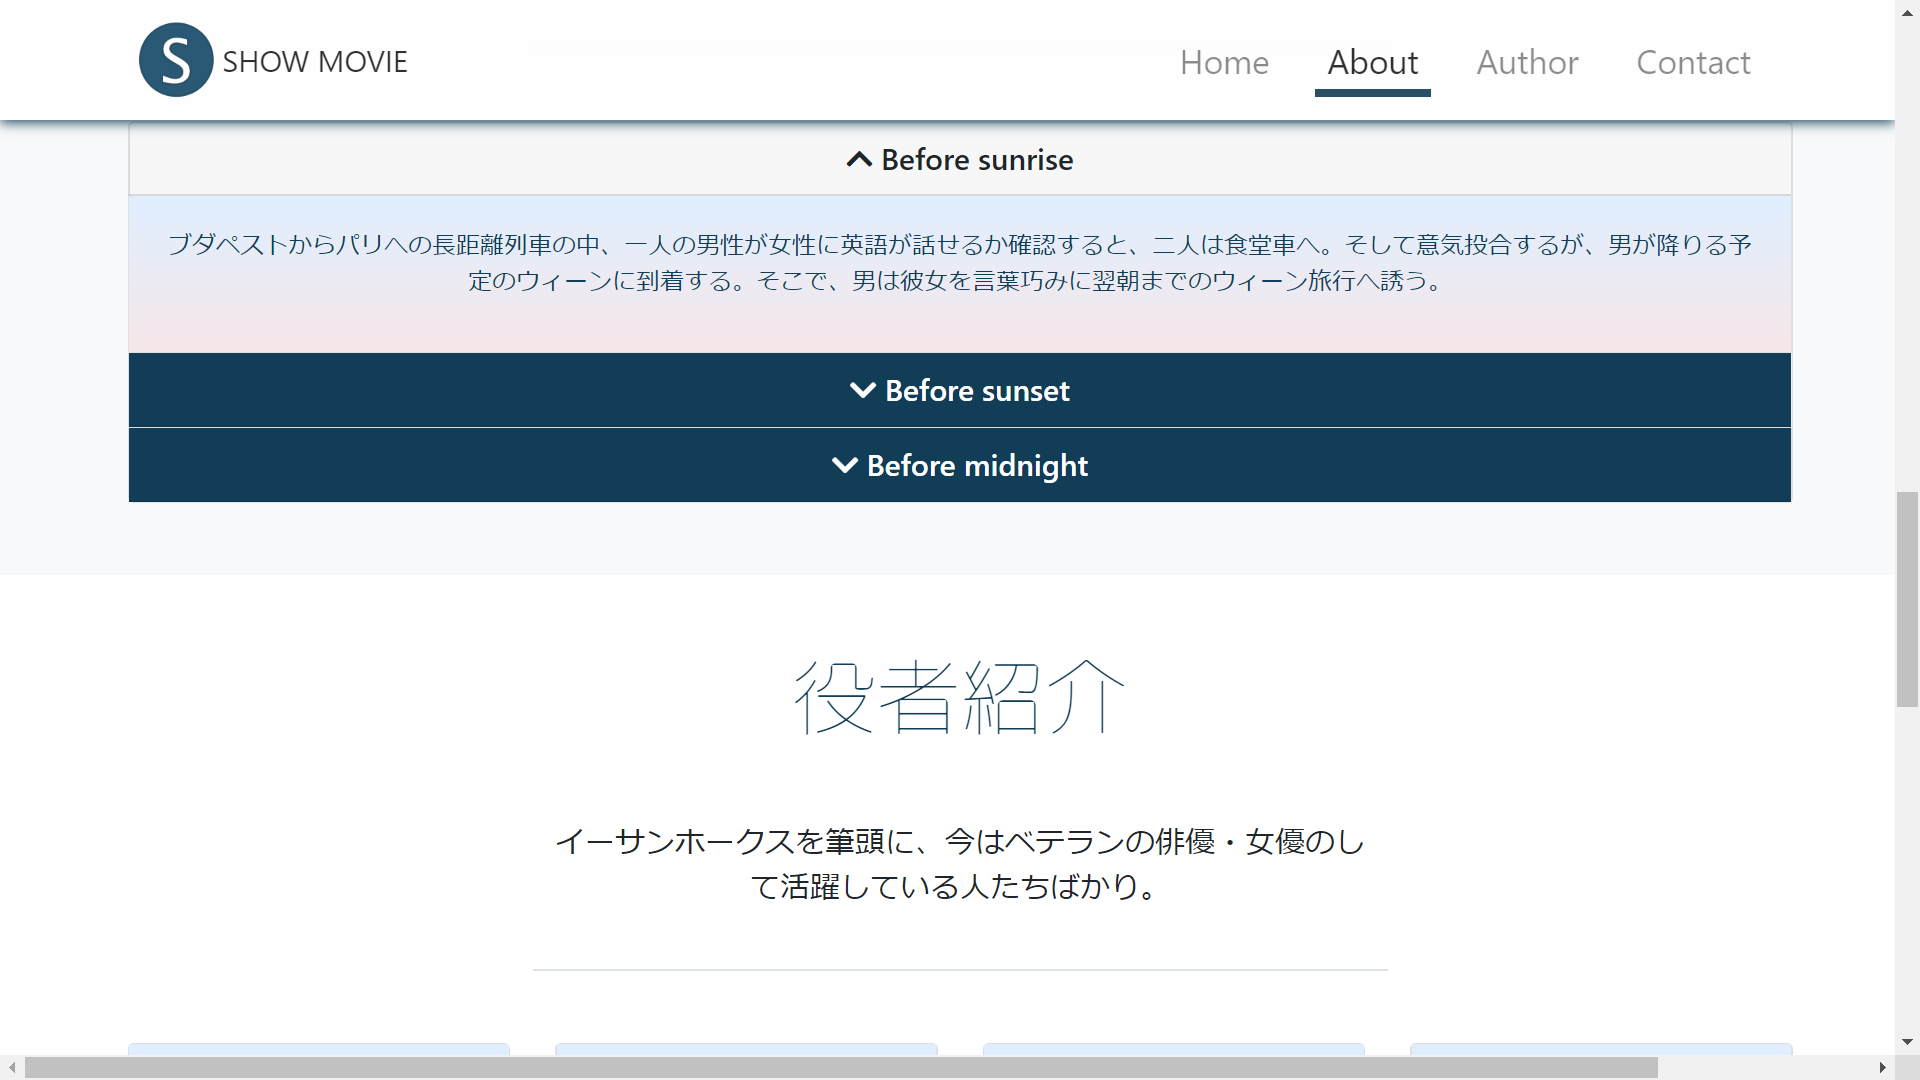 S SHOW MOVIE
Home About Author Contact
Before sunrise
ブダペストからパリへの長距離列車の中、一人の男性が女性に英語が話せるか確認すると、二人は食堂車へ。そして意気投合するが、男が降りる予
定のウィーンに到着する。そこで、男は彼女を言葉巧みに翌朝までのウィーン旅行へ誘う。
Before sunset
Before midnight
役者紹介
イーサンホークスを筆頭に、今はベテランの俳優・女優のし
て活躍している人たちばかり。